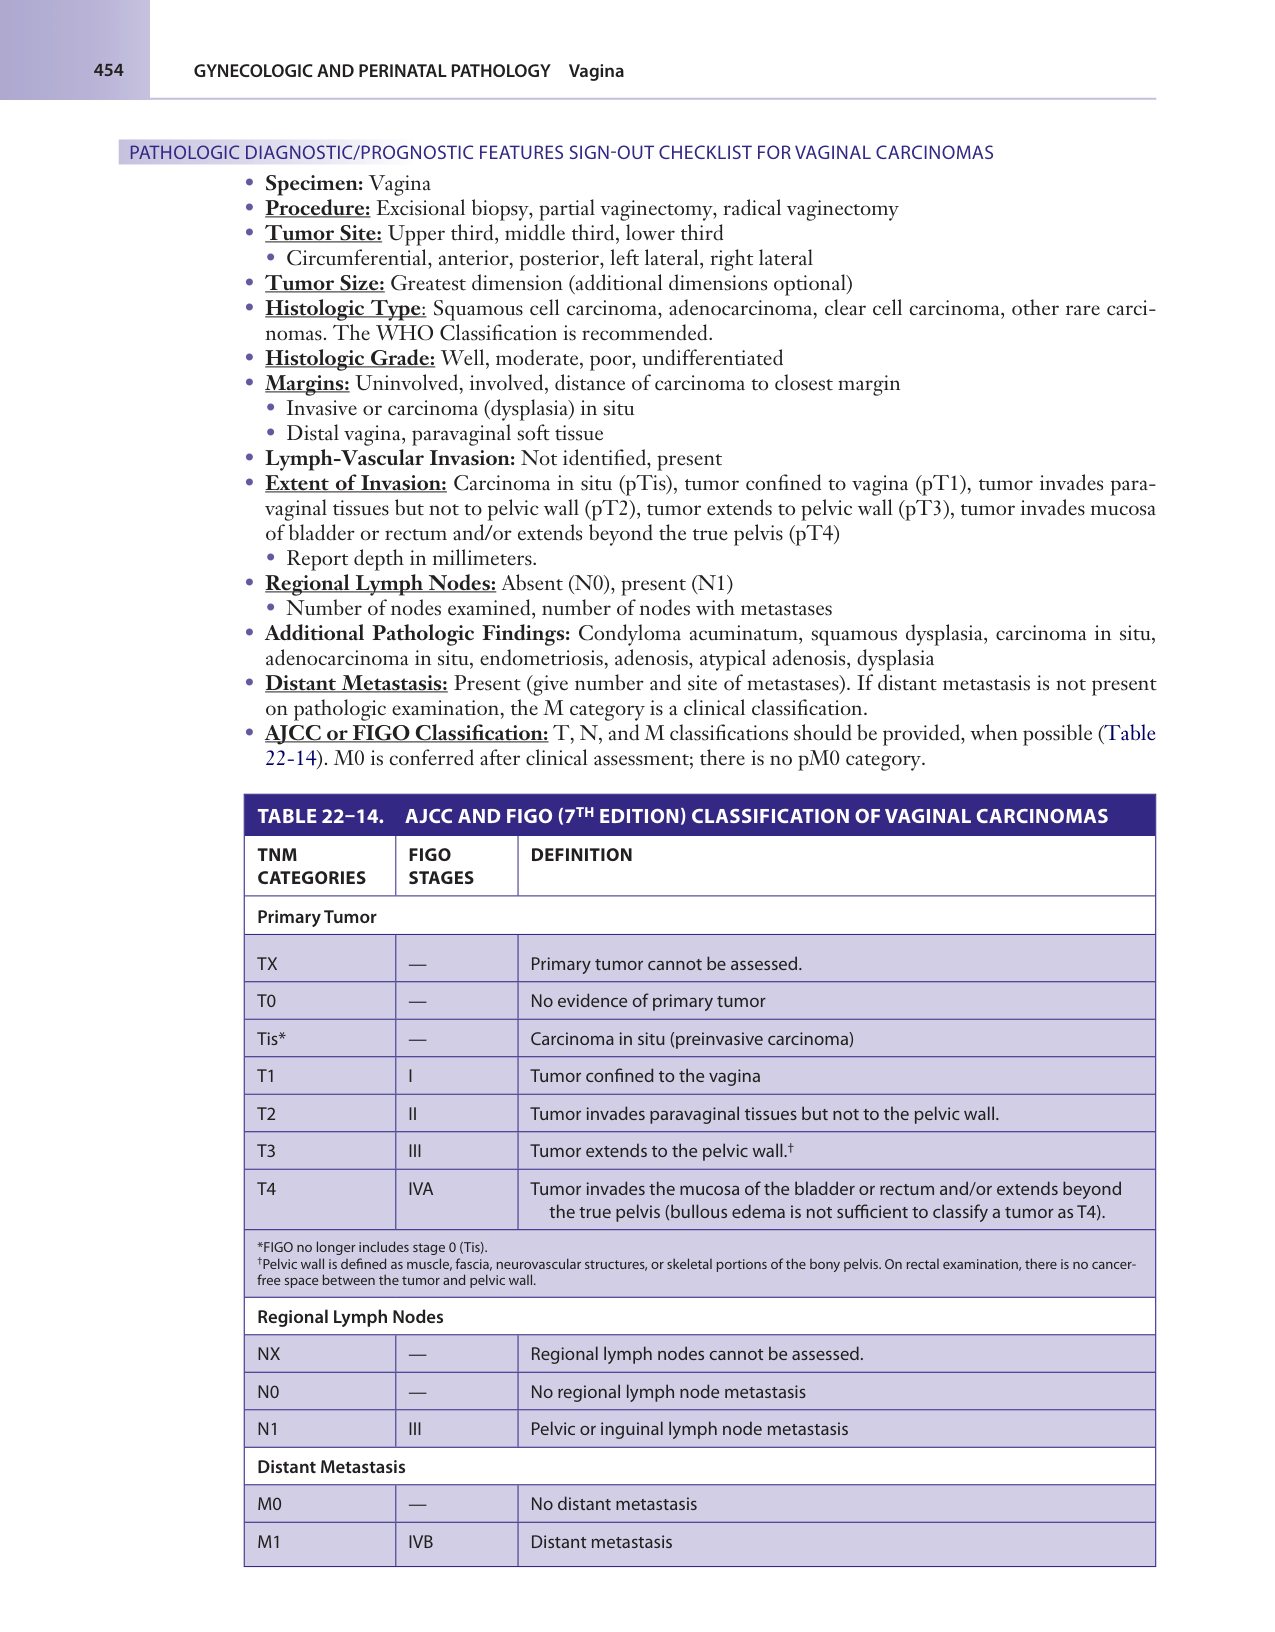 454
GYNECOLOGIC AND PERINATAL PATHOLOGY Vagina
PATHOLOGIC DIAGNOSTIC/PROGNOSTIC FEATURES SIGN-OUT CHECKLIST FOR VAGINAL CARCINOMAS
• Specimen: Vagina
• Procedure: Excisional biopsy, partial vaginectomy, radical vaginectomy
• Tumor Site: Upper third, middle third, lower third
• Circumferential, anterior, posterior, left lateral, right lateral
• Tumor Size: Greatest dimension (additional dimensions optional)
• Histologic Type: Squamous cell carcinoma, adenocarcinoma, clear cell carcinoma, other rare carci-
nomas. The WHO Classification is recommended.
• Histologic Grade: Well, moderate, poor, undifferentiated
• Margins: Uninvolved, involved, distance of carcinoma to closest margin
• Invasive or carcinoma (dysplasia) in situ
• Distal vagina, paravaginal soft tissue
• Lymph-Vascular Invasion: Not identified, present
• Extent of Invasion: Carcinoma in situ (pTis), tumor confined to vagina (pT1), tumor invades para-
vaginal tissues but not to pelvic wall (pT2), tumor extends to pelvic wall (pT3), tumor invades mucosa
of bladder or rectum and/or extends beyond the true pelvis (pT4)
• Report depth in millimeters.
• Regional Lymph Nodes: Absent (N0), present (N1)
• Number of nodes examined, number of nodes with metastases
• Additional Pathologic Findings: Condyloma acuminatum, squamous dysplasia, carcinoma in situ,
adenocarcinoma in situ, endometriosis, adenosis, atypical adenosis, dysplasia
• Distant Metastasis: Present (give number and site of metastases). If distant metastasis is not present
on pathologic examination, the M category is a clinical classification.
• AJCC or FIGO Classification: T, N, and M classifications should be provided, when possible (Table
22-14). M0 is conferred after clinical assessment; there is no pM0 category.
TABLE 22–14. AJCC AND FIGO (7TH EDITION) CLASSIFICATION OF VAGINAL CARCINOMAS
TNM CATEGORIES FIGO STAGES DEFINITION
Primary Tumor
TX — Primary tumor cannot be assessed.
T0 — No evidence of primary tumor
Tis* — Carcinoma in situ (preinvasive carcinoma)
T1 I Tumor confined to the vagina
T2 II Tumor invades paravaginal tissues but not to the pelvic wall.
T3 III Tumor extends to the pelvic wall.†
T4 IVA Tumor invades the mucosa of the bladder or rectum and/or extends beyond
the true pelvis (bullous edema is not sufficient to classify a tumor as T4).
*FIGO no longer includes stage 0 (Tis).
†Pelvic wall is defined as muscle, fascia, neurovascular structures, or skeletal portions of the bony pelvis. On rectal examination, there is no cancer-
free space between the tumor and pelvic wall.
Regional Lymph Nodes
NX — Regional lymph nodes cannot be assessed.
N0 — No regional lymph node metastasis
N1 III Pelvic or inguinal lymph node metastasis
Distant Metastasis
M0 — No distant metastasis
M1 IVB Distant metastasis